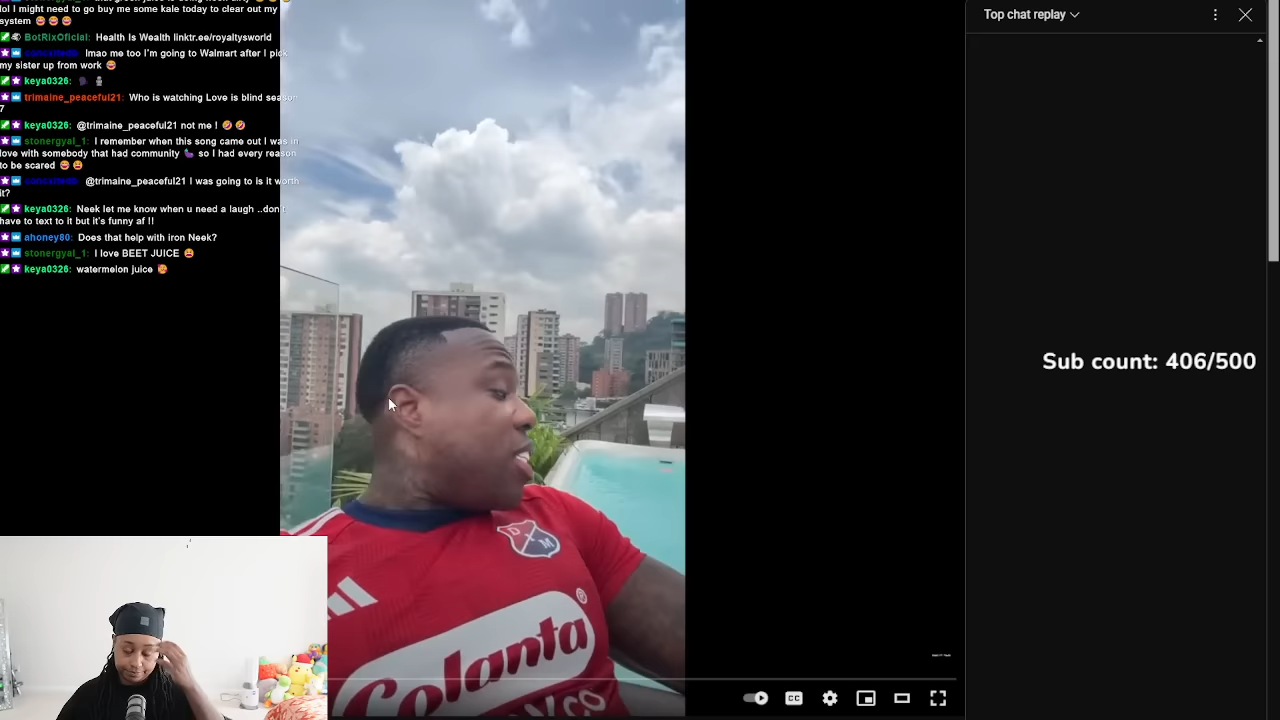 lol I might need to go buy me some kale today to clear out my
system 😂😂😂
BotRixOficial: Health Is Wealth linktr.ee/royaltysworld
lmao me too I'm going to Walmart after I pick
my sister up from work 😂
keya0326:
trimaine_peaceful21: Who is watching Love is blind season
7
keya0326: @trimaine_peaceful21 not me ! 🤣🤣
stonergyal_1: I remember when this song came out I was in
love with somebody that had community 🍆 so I had every reason
to be scared 😂😩
@trimaine_peaceful21 I was going to is it worth
it?
keya0326: Neek let me know when u need a laugh ..don't
have to text to it but it's funny af !!
ahoney80: Does that help with iron Neek?
stonergyal_1: I love BEET JUICE 😩
keya0326: watermelon juice 🥵
Top chat replay
Sub count: 406/500
DIM
Colanta
CC